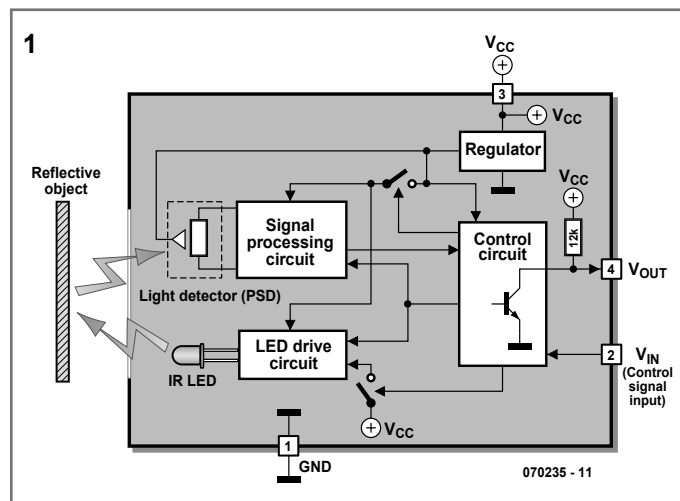 1
VCC
3
VCC
Regulator
Reflective
object
VCC
12k
Signal
processing
circuit
Control
circuit
4
VOUT
Light detector (PSD)
LED drive
circuit
2
VIN
(Control
signal
input)
IR LED
VCC
1
GND
070235 - 11